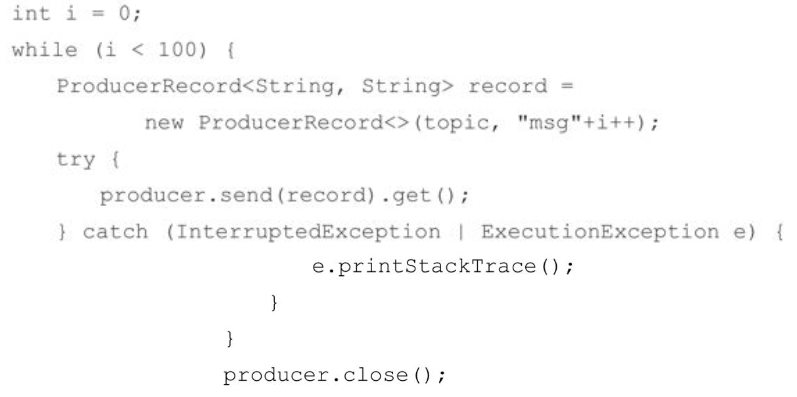 int i = 0;
while (i < 100) {
ProducerRecord<String, String> record =
new ProducerRecord<>(topic, "msg"+i++);
try {
producer.send(record).get();
} catch (InterruptedException | ExecutionException e) {
e.printStackTrace();
}
}
producer.close();